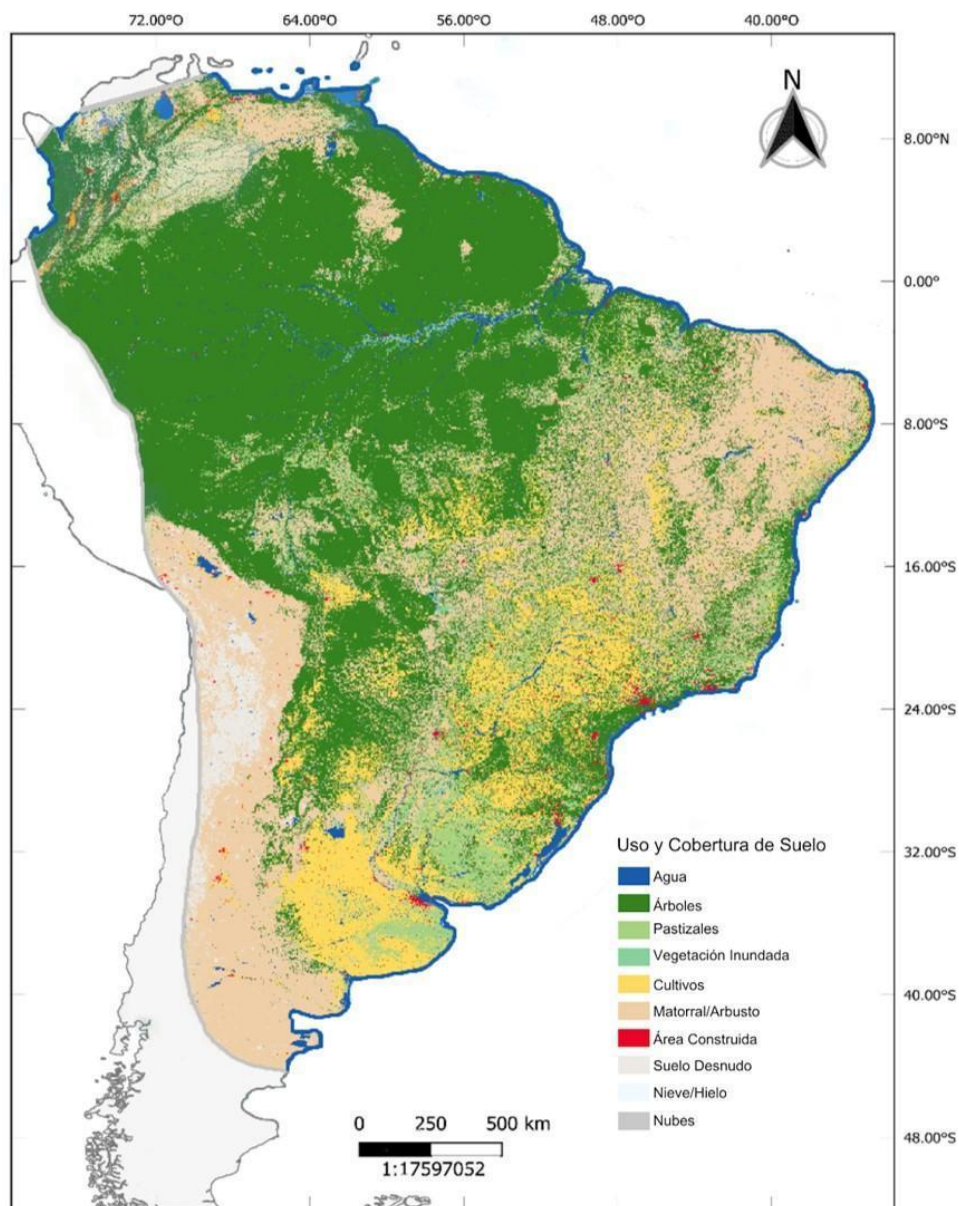 72.00°O 64.00°O 56.00°O 48.00°O 40.00°O
N
8.00°N
0.00°
8.00°S
16.00°S
24.00°S
32.00°S
40.00°S
48.00°S
Uso y Cobertura de Suelo
Agua
Árboles
Pastizales
Vegetación Inundada
Cultivos
Matorral/Arbusto
Área Construida
Suelo Desnudo
Nieve/Hielo
Nubes
0 250 500 km
1:17597052